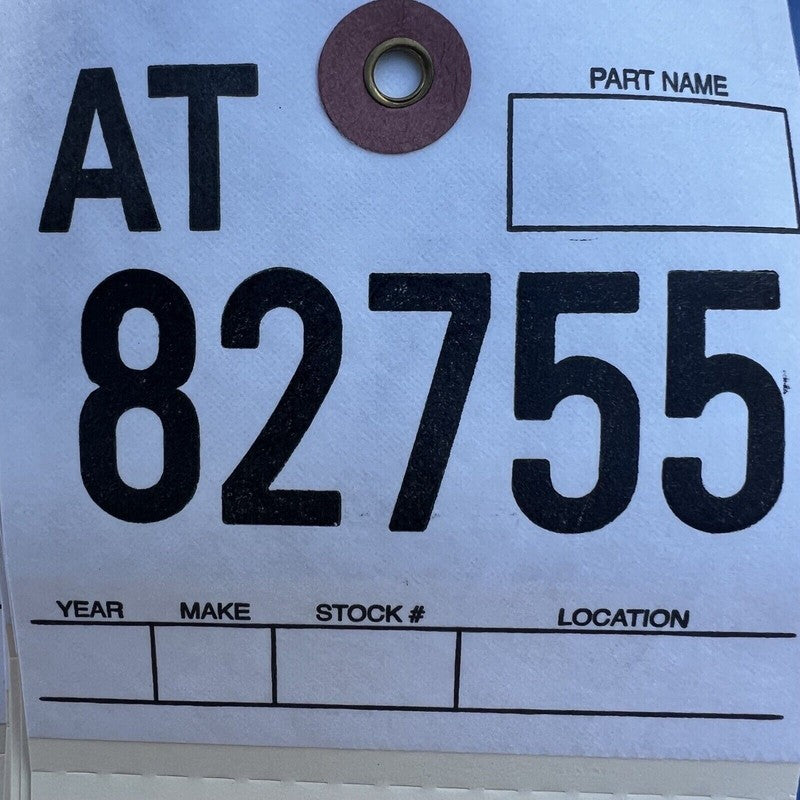 AT
PART NAME
82755
YEAR MAKE STOCK # LOCATION